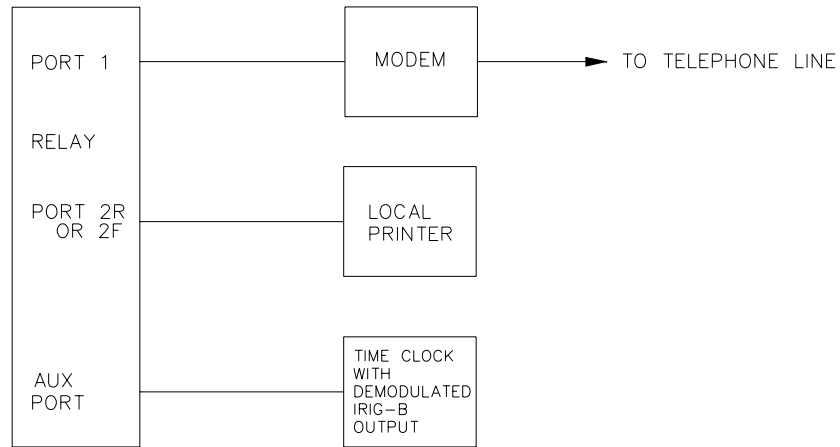 PORT 1
MODEM
TO TELEPHONE LINE
RELAY
PORT 2R
OR 2F
LOCAL
PRINTER
AUX
PORT
TIME CLOCK
WITH
DEMODULATED
IRIG-B
OUTPUT